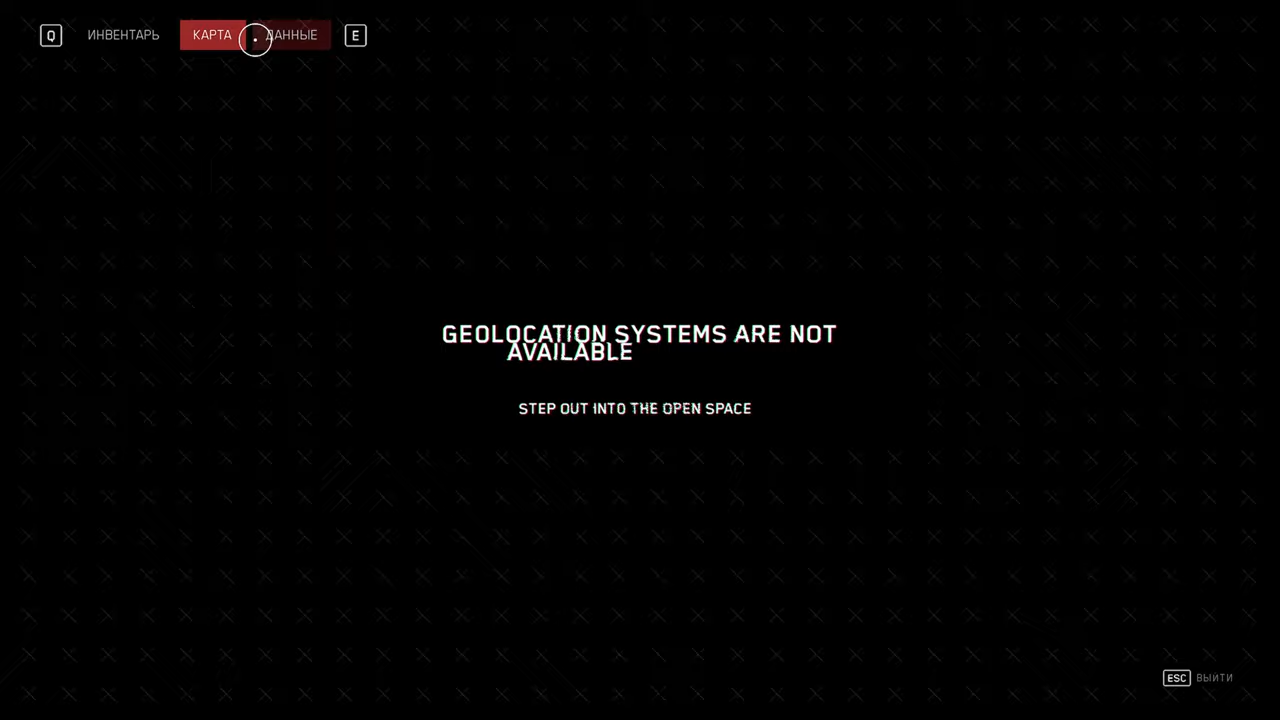 Q ИНВЕНТАРЬ КАРТА ДАННЫЕ E
GEOLOCATION SYSTEMS ARE NOT
AVAILABLE
STEP OUT INTO THE OPEN SPACE
ESC ВЫЙТИ